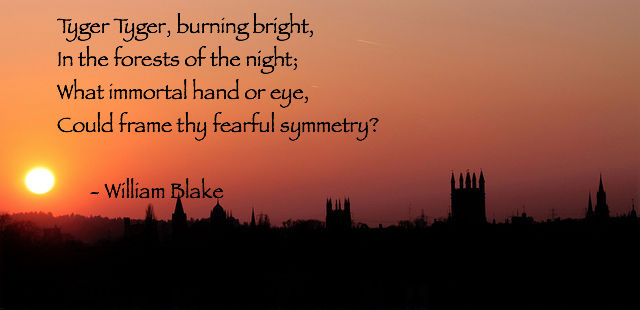 Tyger Tyger, burning bright,
In the forests of the night;
What immortal hand or eye,
Could frame thy fearful symmetry?
- William Blake